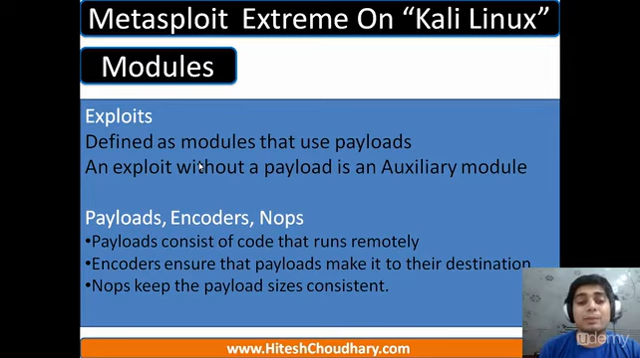 Metasploit Extreme On “Kali Linux”
Modules
Exploits
Defined as modules that use payloads
An exploit without a payload is an Auxiliary module
Payloads, Encoders, Nops
•Payloads consist of code that runs remotely
•Encoders ensure that payloads make it to their destination
•Nops keep the payload sizes consistent.
www.HiteshChoudhary.com
udemy